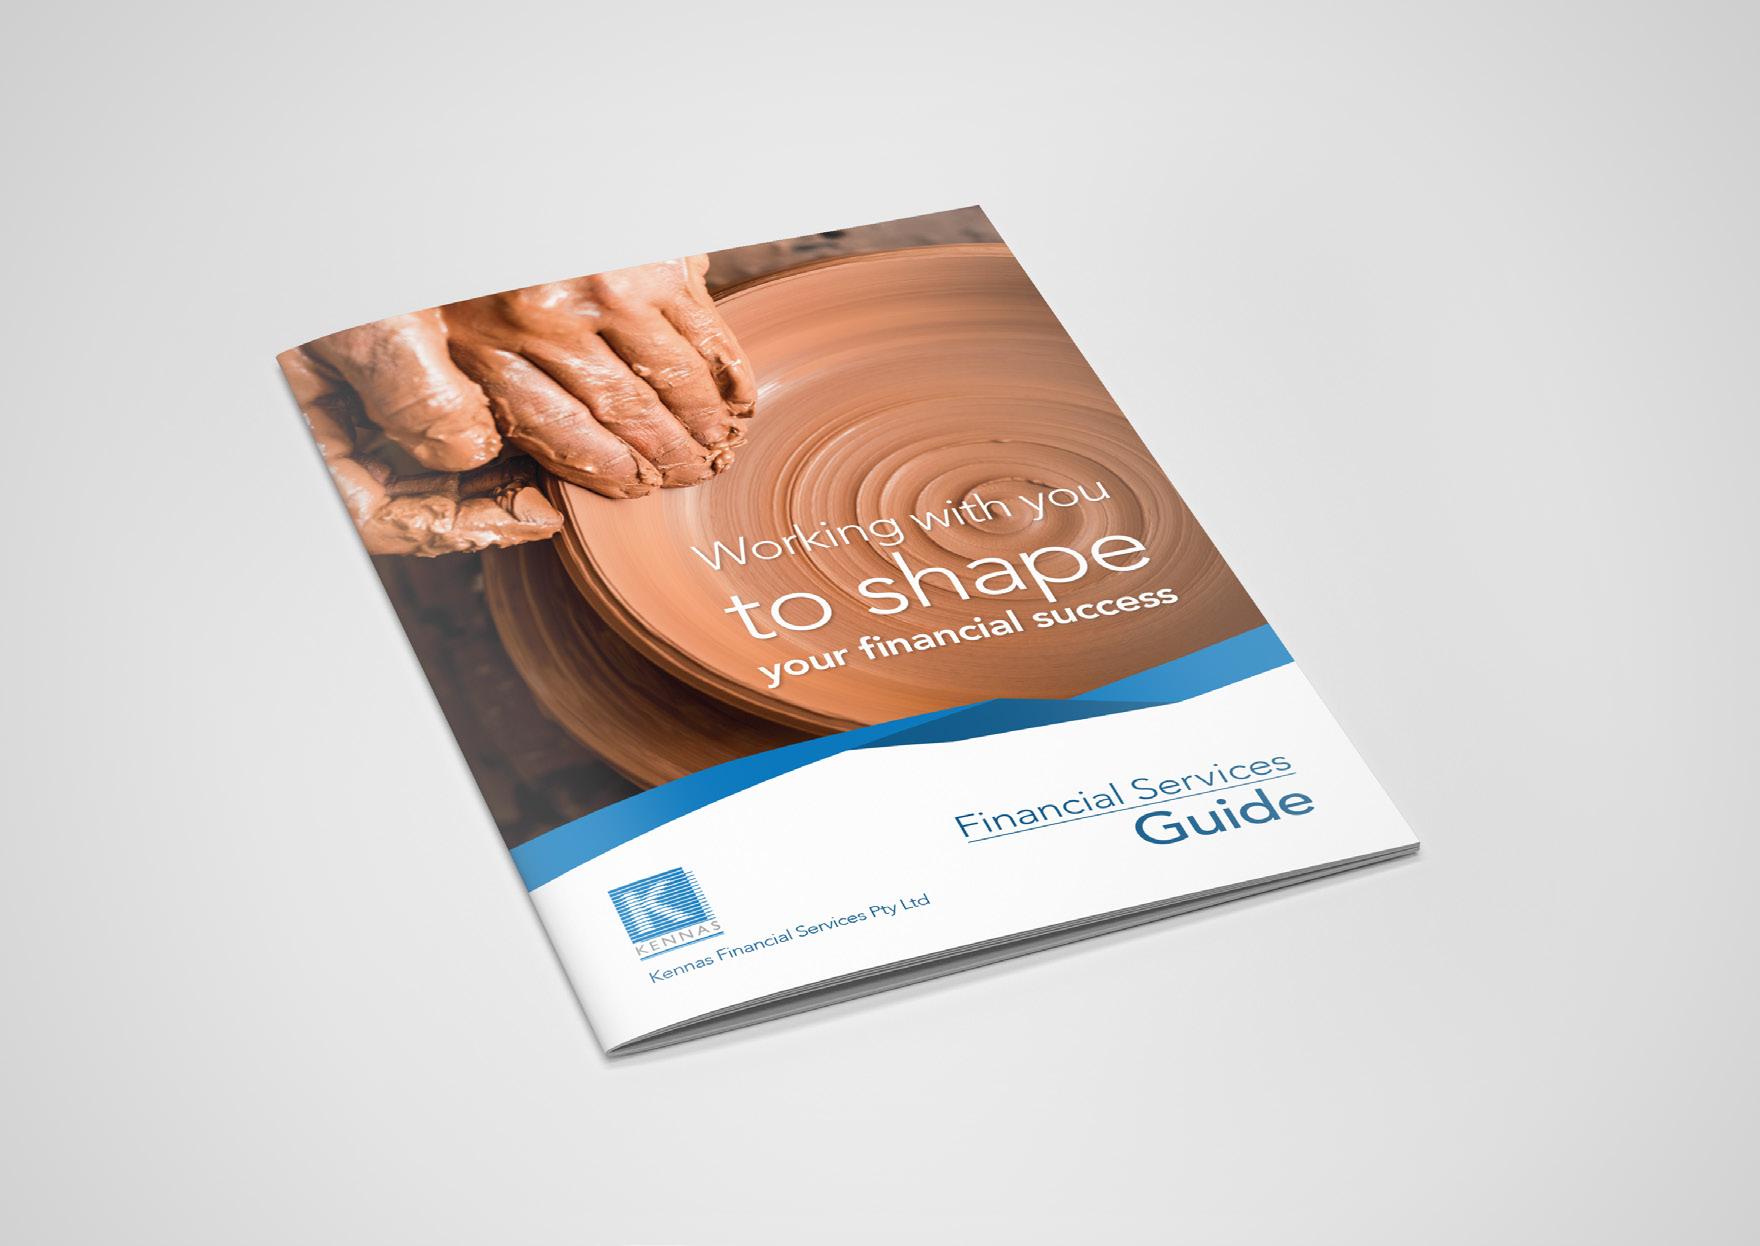 Working with you
to shape
your financial success
Financial Services
Guide
K
KENNAS
Kennas Financial Services Pty Ltd